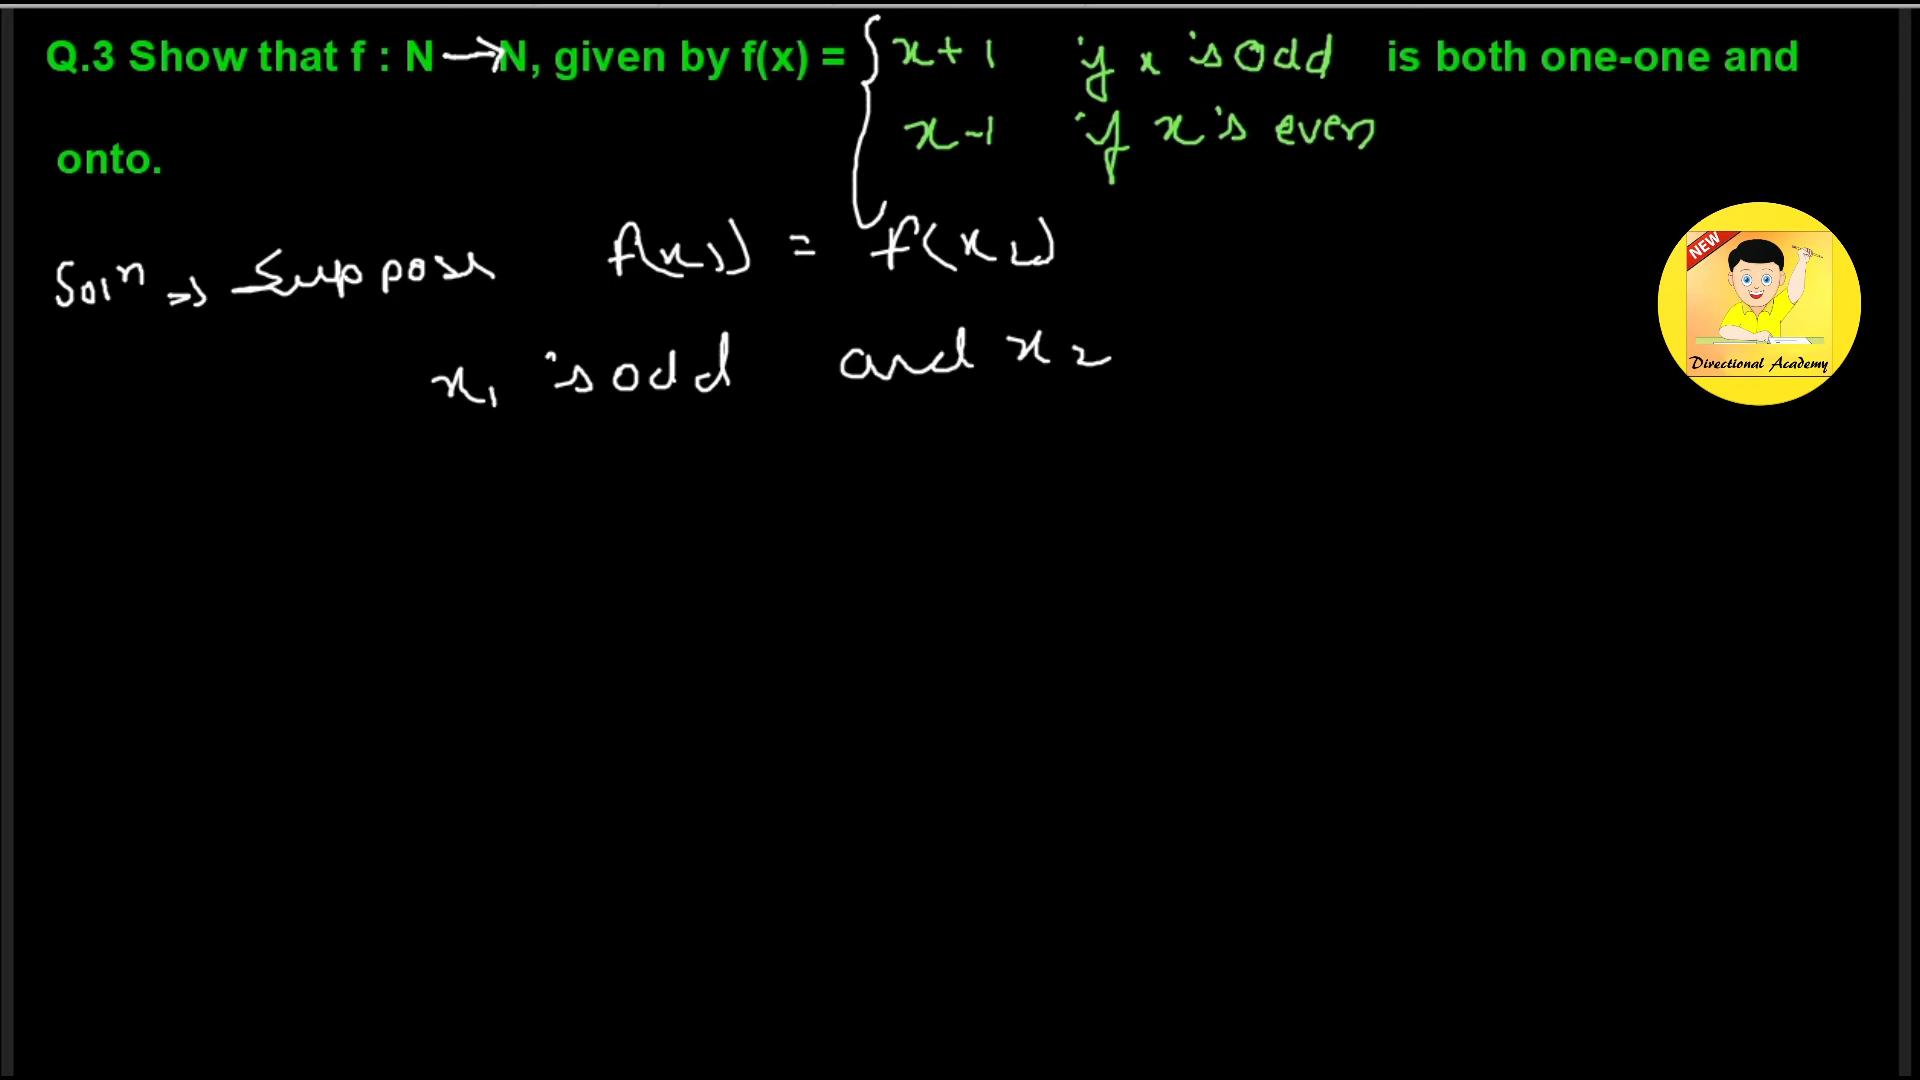 Q.3 Show that f : N → N, given by f(x) = { x+1 if x is odd is both one-one and
x-1 if x is even
onto.
Solⁿ ⇒ Suppose f(x₁) = f(x₂)
x₁ is odd and x₂
NEW
Directional Academy